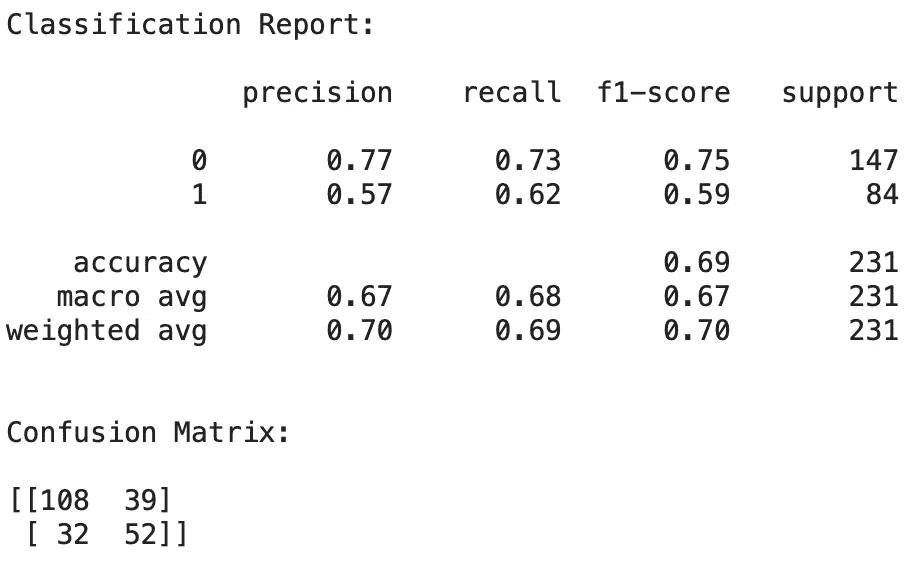 Classification Report:
precision recall f1-score support
0 0.77 0.73 0.75 147
1 0.57 0.62 0.59 84
accuracy 0.69 231
macro avg 0.67 0.68 0.67 231
weighted avg 0.70 0.69 0.70 231
Confusion Matrix:
[[108 39]
[ 32 52]]